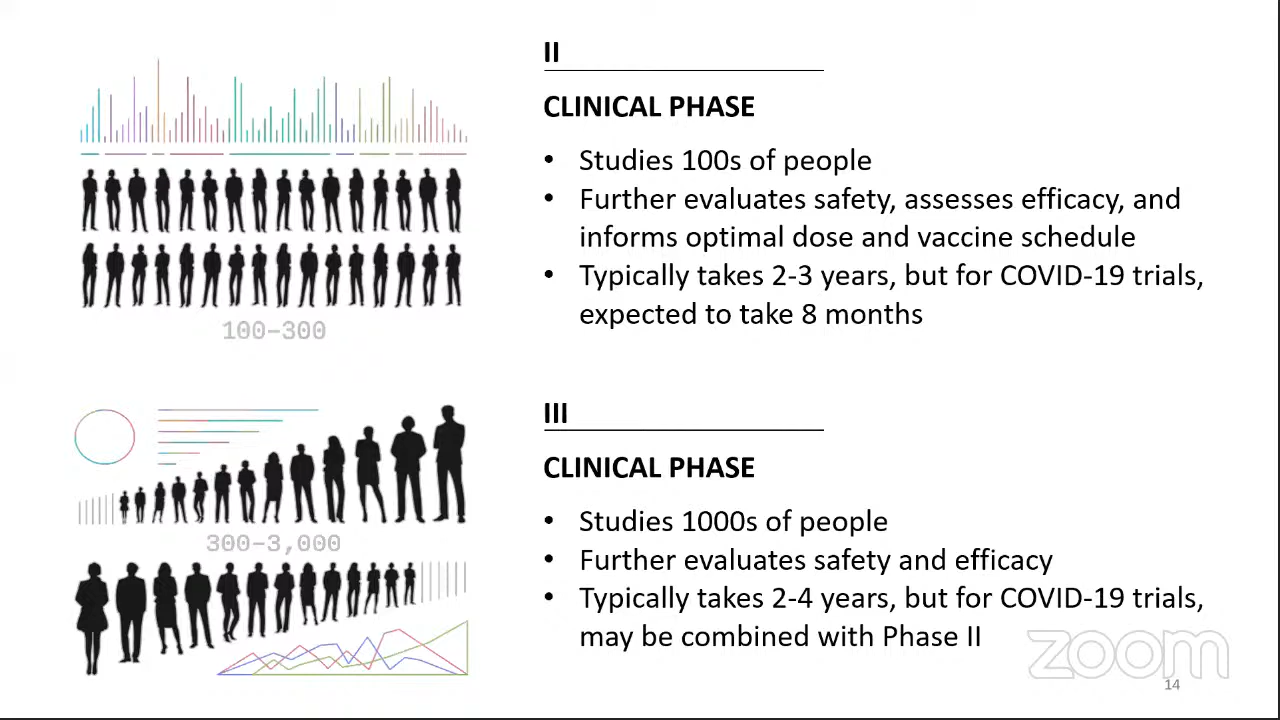 II
CLINICAL PHASE
• Studies 100s of people
• Further evaluates safety, assesses efficacy, and
informs optimal dose and vaccine schedule
• Typically takes 2-3 years, but for COVID-19 trials,
expected to take 8 months
100–300
III
CLINICAL PHASE
• Studies 1000s of people
• Further evaluates safety and efficacy
• Typically takes 2-4 years, but for COVID-19 trials,
may be combined with Phase II
300–3,000
zoom
14